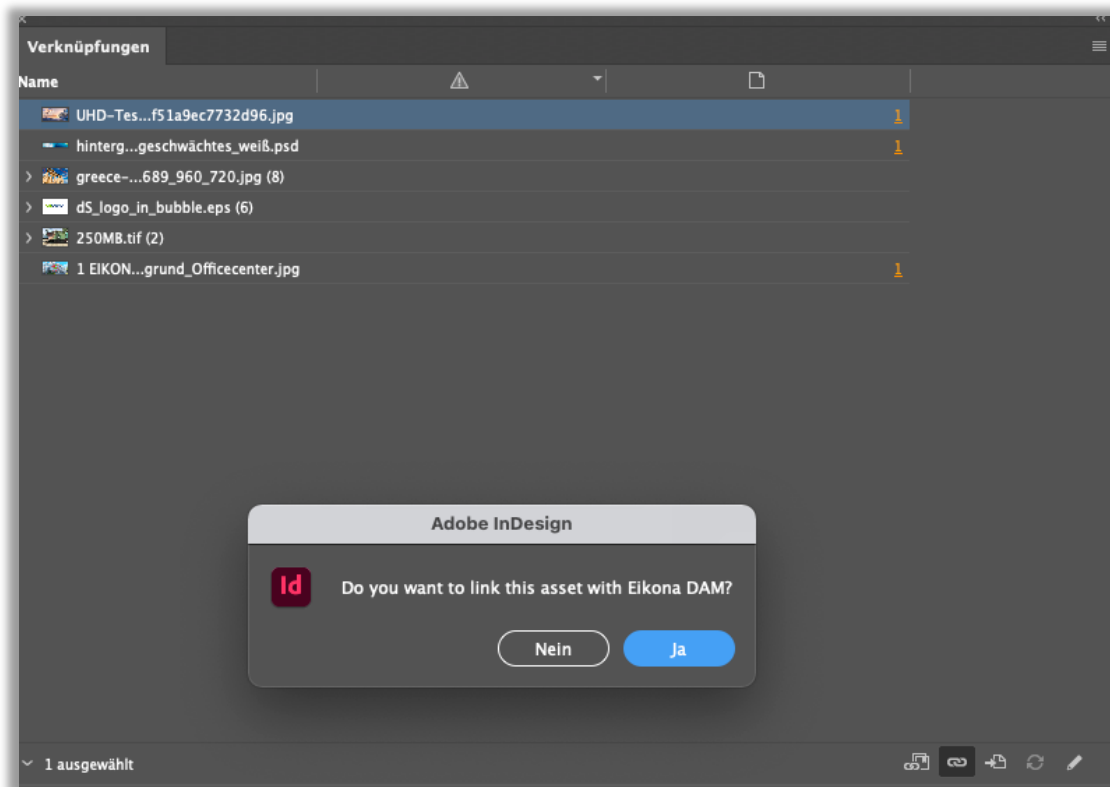 Verknüpfungen
Name
UHD-Tes...f51a9ec7732d96.jpg 1
hinterg...geschwächtes_weiß.psd 1
greece-...689_960_720.jpg (8)
dS_logo_in_bubble.eps (6)
250MB.tif (2)
1 EIKON...grund_Officecenter.jpg 1
Adobe InDesign
Id
Do you want to link this asset with Eikona DAM?
Nein Ja
1 ausgewählt